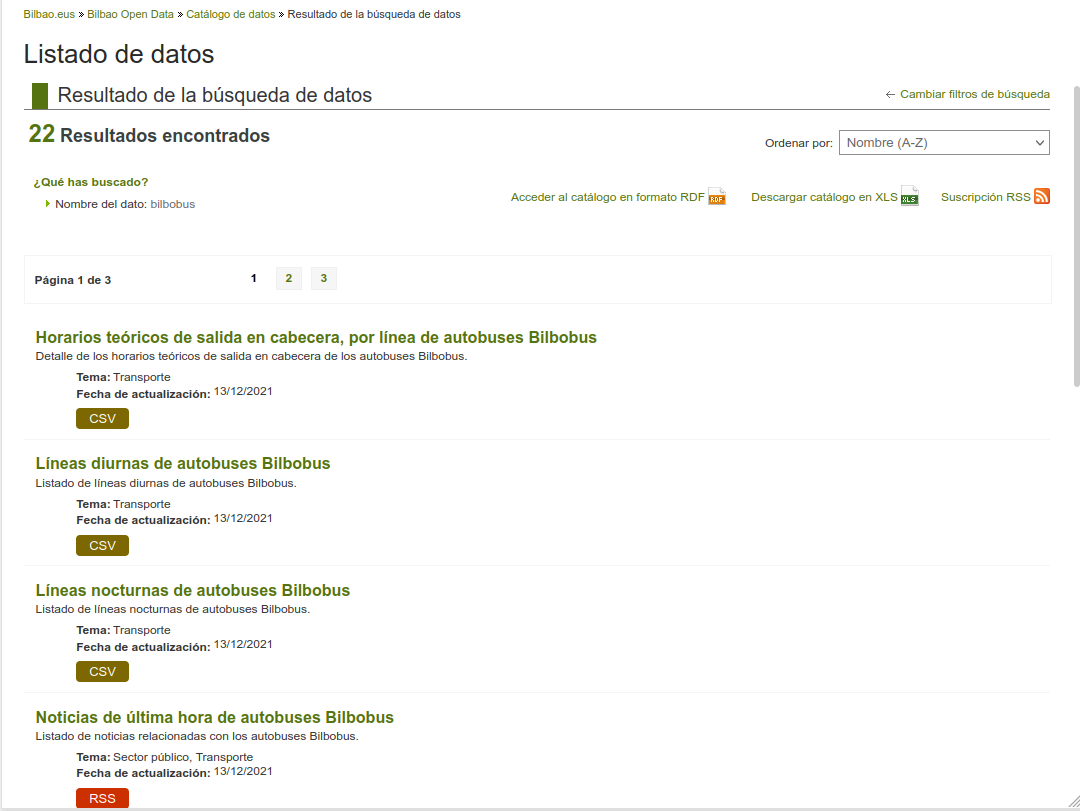 Bilbao.eus » Bilbao Open Data » Catálogo de datos » Resultado de la búsqueda de datos
Listado de datos
Resultado de la búsqueda de datos
← Cambiar filtros de búsqueda
22 Resultados encontrados
Ordenar por: Nombre (A-Z)
¿Qué has buscado?
Nombre del dato: bilbobus
Acceder al catálogo en formato RDF RDF
Descargar catálogo en XLS XLS
Suscripción RSS
Página 1 de 3 1 2 3
Horarios teóricos de salida en cabecera, por línea de autobuses Bilbobus
Detalle de los horarios teóricos de salida en cabecera de los autobuses Bilbobus.
Tema: Transporte
Fecha de actualización: 13/12/2021
CSV
Líneas diurnas de autobuses Bilbobus
Listado de líneas diurnas de autobuses Bilbobus.
Tema: Transporte
Fecha de actualización: 13/12/2021
CSV
Líneas nocturnas de autobuses Bilbobus
Listado de líneas nocturnas de autobuses Bilbobus.
Tema: Transporte
Fecha de actualización: 13/12/2021
CSV
Noticias de última hora de autobuses Bilbobus
Listado de noticias relacionadas con los autobuses Bilbobus.
Tema: Sector público, Transporte
Fecha de actualización: 13/12/2021
RSS